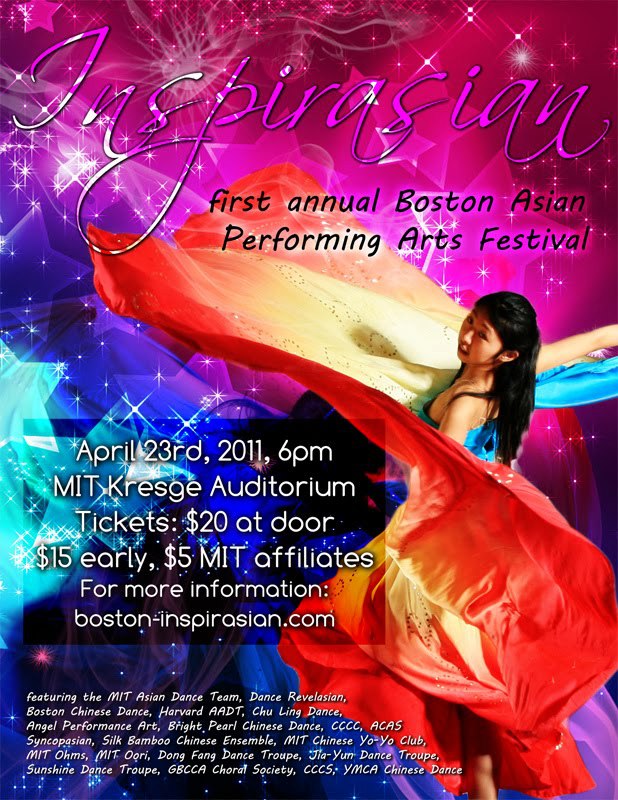 Inspirasian
first annual Boston Asian
Performing Arts Festival
April 23rd, 2011, 6pm
MIT Kresge Auditorium
Tickets: $20 at door
$15 early, $5 MIT affiliates
For more information:
boston-inspirasian.com
featuring the MIT Asian Dance Team, Dance Revelasian,
Boston Chinese Dance, Harvard AADT, Chu Ling Dance,
Angel Performance Art, Bright Pearl Chinese Dance, CCCC, ACAS
Syncopasian, Silk Bamboo Chinese Ensemble, MIT Chinese Yo-Yo Club,
MIT Ohms, MIT Oori, Dong Fang Dance Troupe, Jia-Yun Dance Troupe,
Sunshine Dance Troupe, GBCCA Choral Society, CCCS, YMCA Chinese Dance